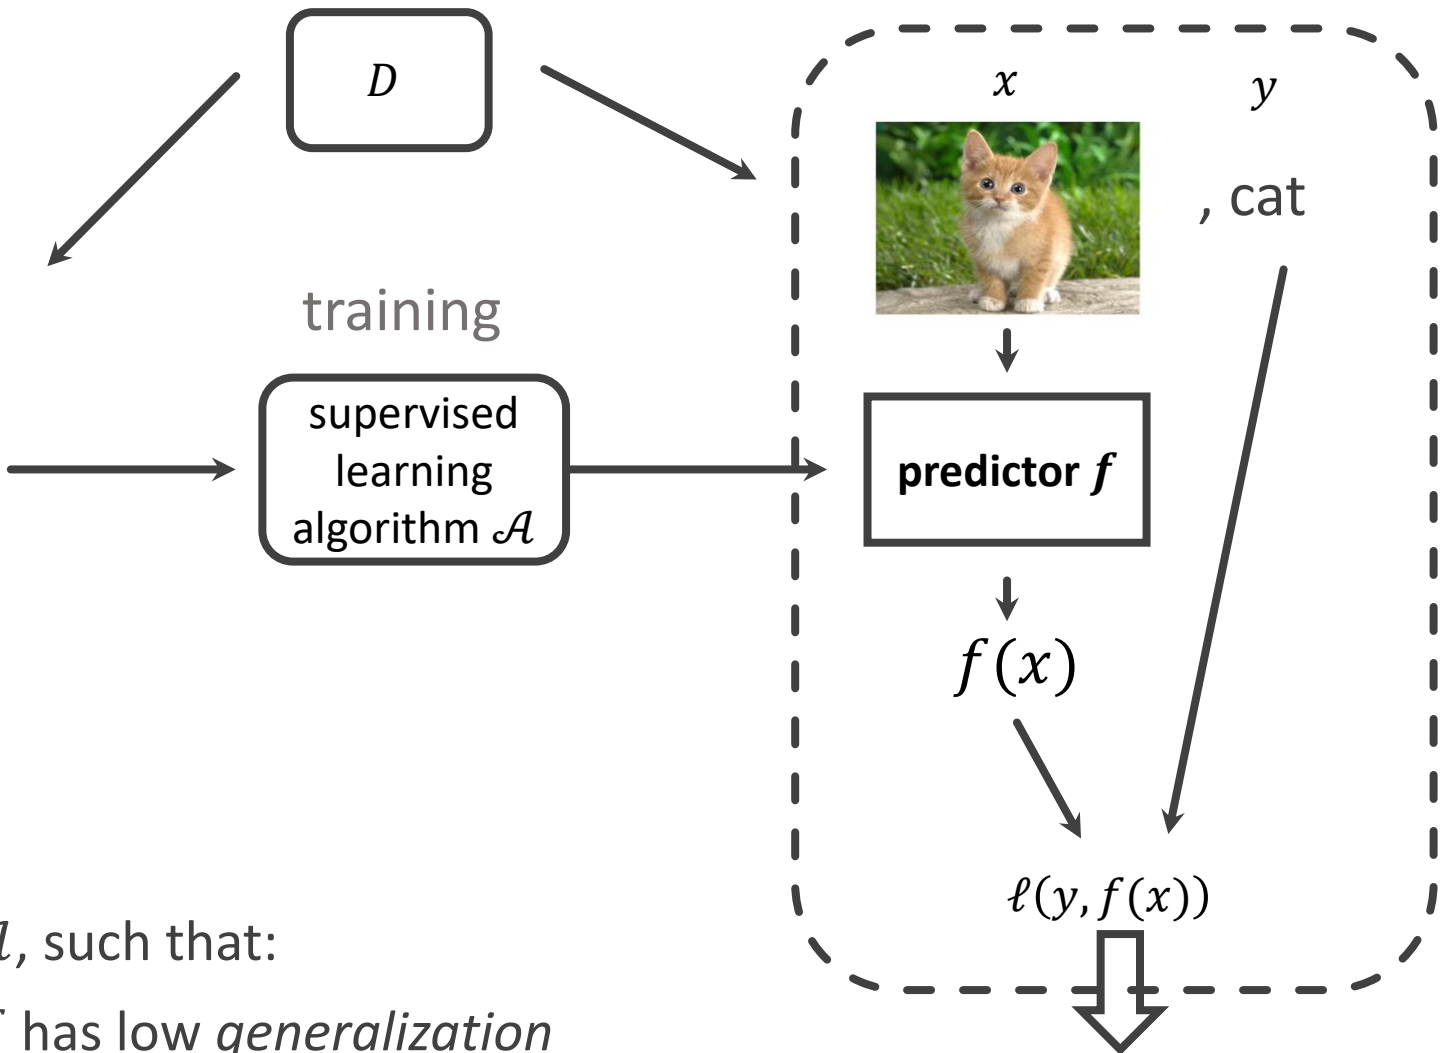 D
x
y
, cat
training
supervised
learning
algorithm 𝒜
predictor f
f(x)
ℓ(y, f(x))
, such that:
has low generalization